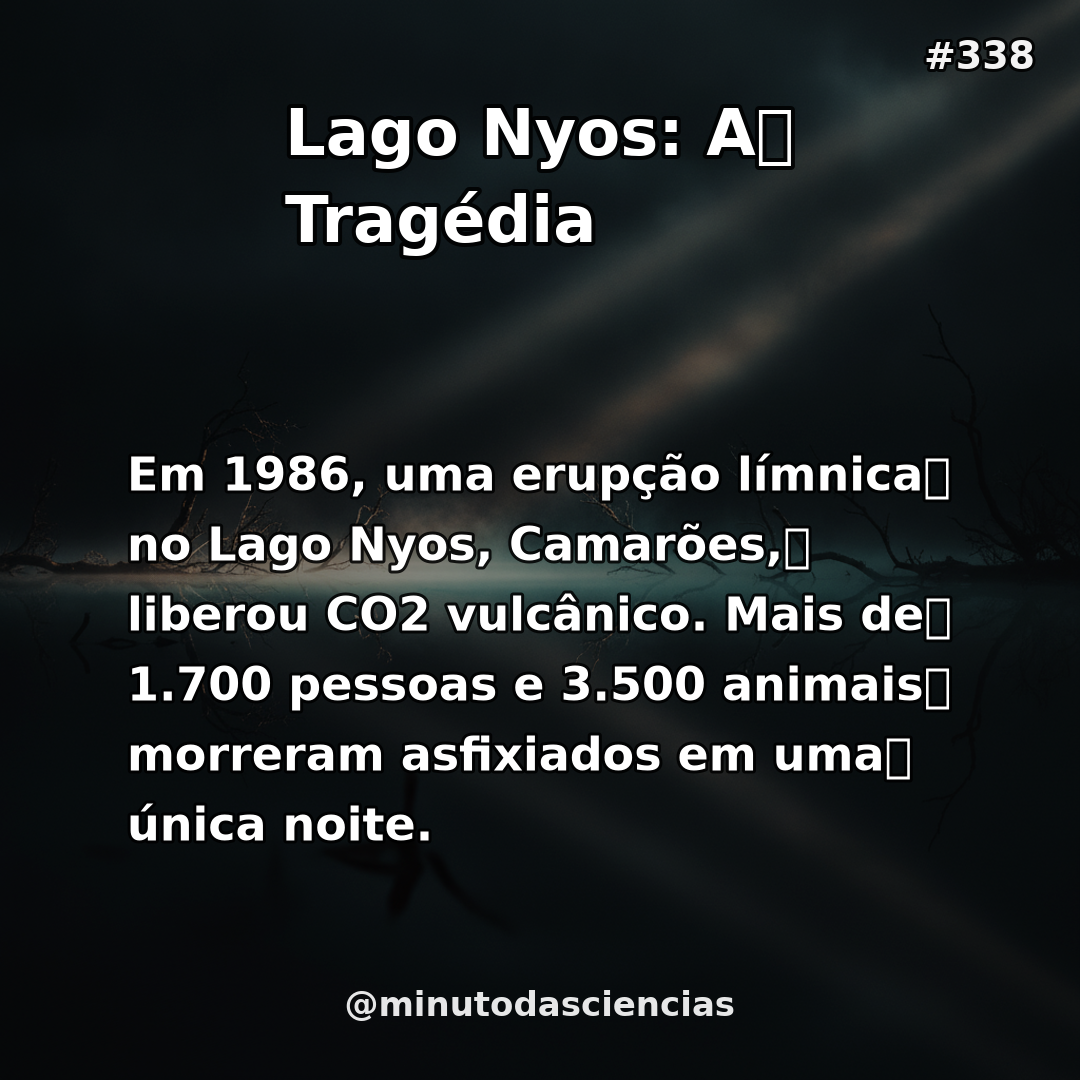 #338
Lago Nyos: A▯
Tragédia
Em 1986, uma erupção límnica▯
no Lago Nyos, Camarões,▯
liberou CO2 vulcânico. Mais de▯
1.700 pessoas e 3.500 animais▯
morreram asfixiados em uma▯
única noite.
@minutodasciencias